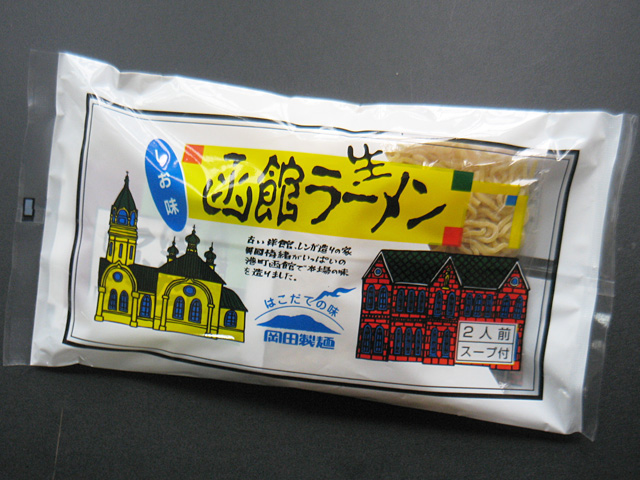 しお味
函館生ラーメン
古い洋館、レンガ造りの家
異国情緒がいっぱいの
港町函館で本場の味
を造りました。
はこだての味
岡田製麺
2人前
スープ付